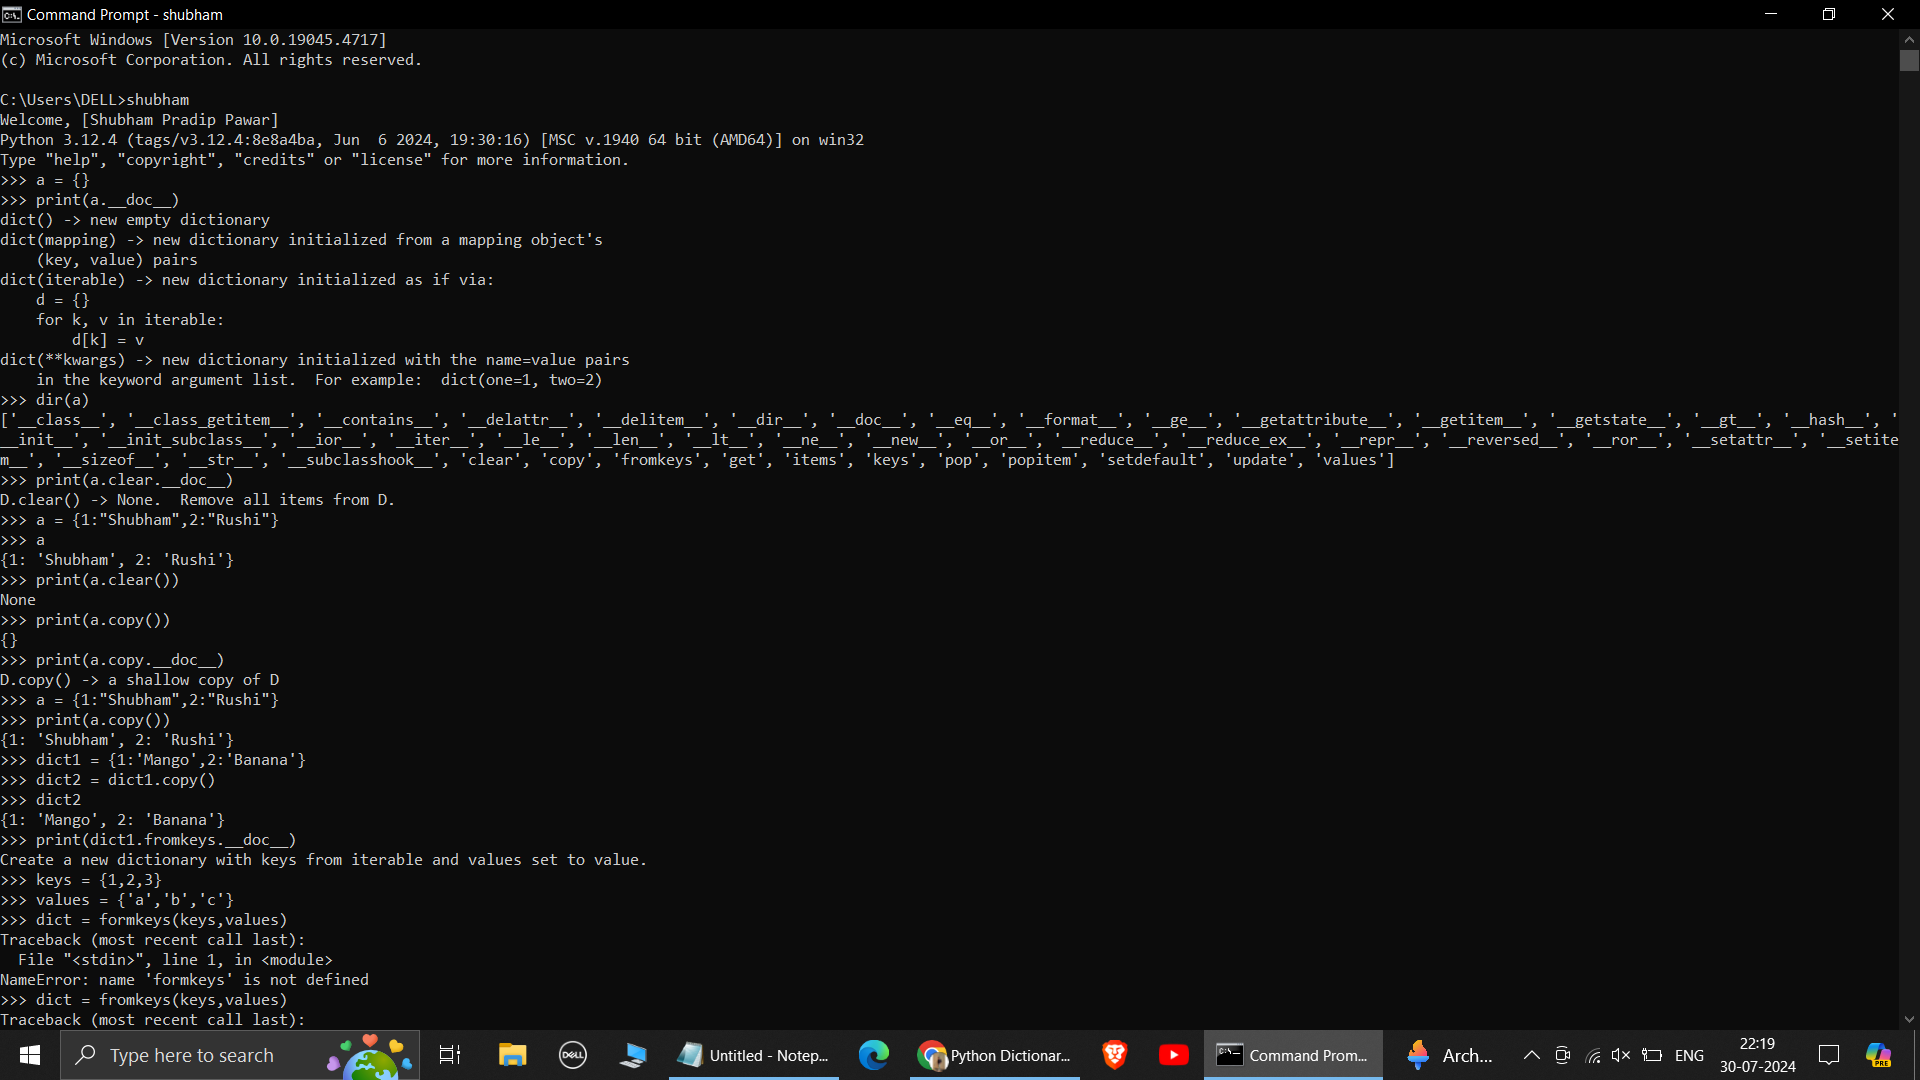 Command Prompt - shubham
Microsoft Windows [Version 10.0.19045.4717]
(c) Microsoft Corporation. All rights reserved.
C:\Users\DELL>shubham
Welcome, [Shubham Pradip Pawar]
Python 3.12.4 (tags/v3.12.4:8e8a4ba, Jun  6 2024, 19:30:16) [MSC v.1940 64 bit (AMD64)] on win32
Type "help", "copyright", "credits" or "license" for more information.
>>> a = {}
>>> print(a.__doc__)
dict() -> new empty dictionary
dict(mapping) -> new dictionary initialized from a mapping object's
    (key, value) pairs
dict(iterable) -> new dictionary initialized as if via:
    d = {}
    for k, v in iterable:
        d[k] = v
dict(**kwargs) -> new dictionary initialized with the name=value pairs
    in the keyword argument list.  For example:  dict(one=1, two=2)
>>> dir(a)
['__class__', '__class_getitem__', '__contains__', '__delattr__', '__delitem__', '__dir__', '__doc__', '__eq__', '__format__', '__ge__', '__getattribute__', '__getitem__', '__getstate__', '__gt__', '__hash__', '
__init__', '__init_subclass__', '__ior__', '__iter__', '__le__', '__len__', '__lt__', '__ne__', '__new__', '__or__', '__reduce__', '__reduce_ex__', '__repr__', '__reversed__', '__ror__', '__setattr__', '__setite
m__', '__sizeof__', '__str__', '__subclasshook__', 'clear', 'copy', 'fromkeys', 'get', 'items', 'keys', 'pop', 'popitem', 'setdefault', 'update', 'values']
>>> print(a.clear.__doc__)
D.clear() -> None.  Remove all items from D.
>>> a = {1:"Shubham",2:"Rushi"}
>>> a
{1: 'Shubham', 2: 'Rushi'}
>>> print(a.clear())
None
>>> print(a.copy())
{}
>>> print(a.copy.__doc__)
D.copy() -> a shallow copy of D
>>> a = {1:"Shubham",2:"Rushi"}
>>> print(a.copy())
{1: 'Shubham', 2: 'Rushi'}
>>> dict1 = {1:'Mango',2:'Banana'}
>>> dict2 = dict1.copy()
>>> dict2
{1: 'Mango', 2: 'Banana'}
>>> print(dict1.fromkeys.__doc__)
Create a new dictionary with keys from iterable and values set to value.
>>> keys = {1,2,3}
>>> values = {'a','b','c'}
>>> dict = formkeys(keys,values)
Traceback (most recent call last):
  File "<stdin>", line 1, in <module>
NameError: name 'formkeys' is not defined
>>> dict = fromkeys(keys,values)
Traceback (most recent call last):
Type here to search
DELL
Untitled - Notep...
Python Dictionar...
Command Prom...
Arch...
ENG
22:19
30-07-2024
PRE